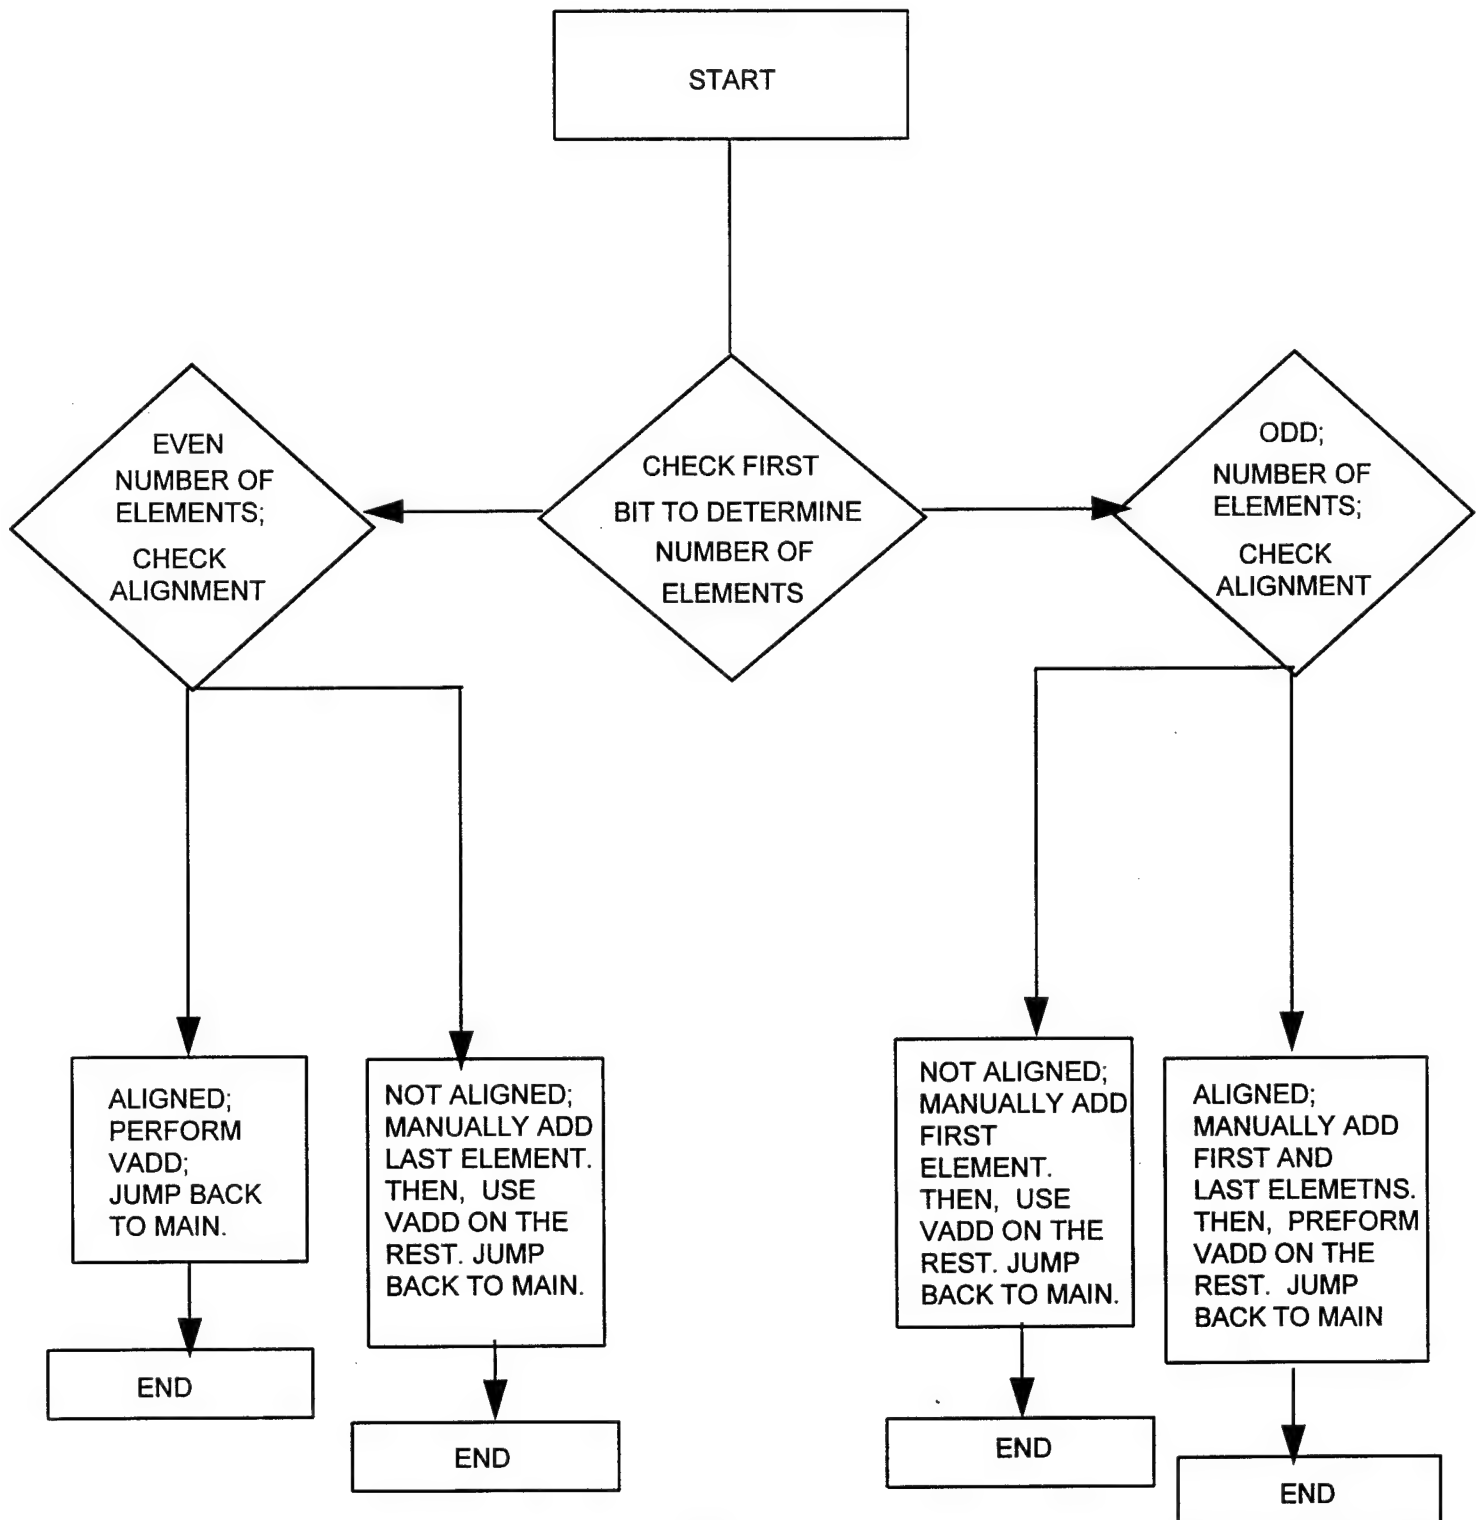 START
EVEN
NUMBER OF
ELEMENTS;
CHECK
ALIGNMENT
CHECK FIRST
BIT TO DETERMINE
NUMBER OF
ELEMENTS
ODD;
NUMBER OF
ELEMENTS;
CHECK
ALIGNMENT
ALIGNED;
PERFORM
VADD;
JUMP BACK
TO MAIN.
NOT ALIGNED;
MANUALLY ADD
LAST ELEMENT.
THEN, USE
VADD ON THE
REST. JUMP
BACK TO MAIN.
NOT ALIGNED;
MANUALLY ADD
FIRST
ELEMENT.
THEN, USE
VADD ON THE
REST. JUMP
BACK TO MAIN.
ALIGNED;
MANUALLY ADD
FIRST AND
LAST ELEMETNS.
THEN, PREFORM
VADD ON THE
REST. JUMP
BACK TO MAIN
END
END
END
END